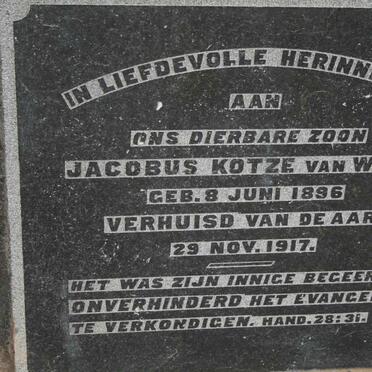 IN LIEFDEVOLLE HERINN
AAN
ONS DIERBARE ZOON
JACOBUS KOTZE VAN W
GEB. 8 JUNI 1896
VERHUISD VAN DE AAR
29 NOV. 1917.
HET WAS ZIJN INNIGE BEGEER
ONVERHINDERD HET EVANGE
TE VERKONDIGEN. HAND. 28:31.